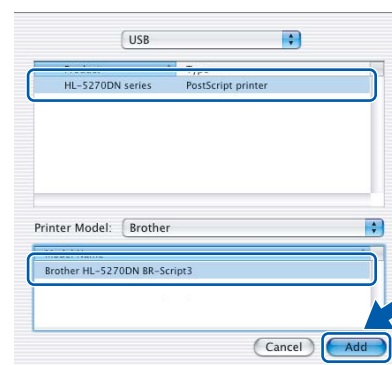 USB
HL-5270DN series PostScript printer
Printer Model: Brother
Brother HL-5270DN BR-Script3
Cancel Add